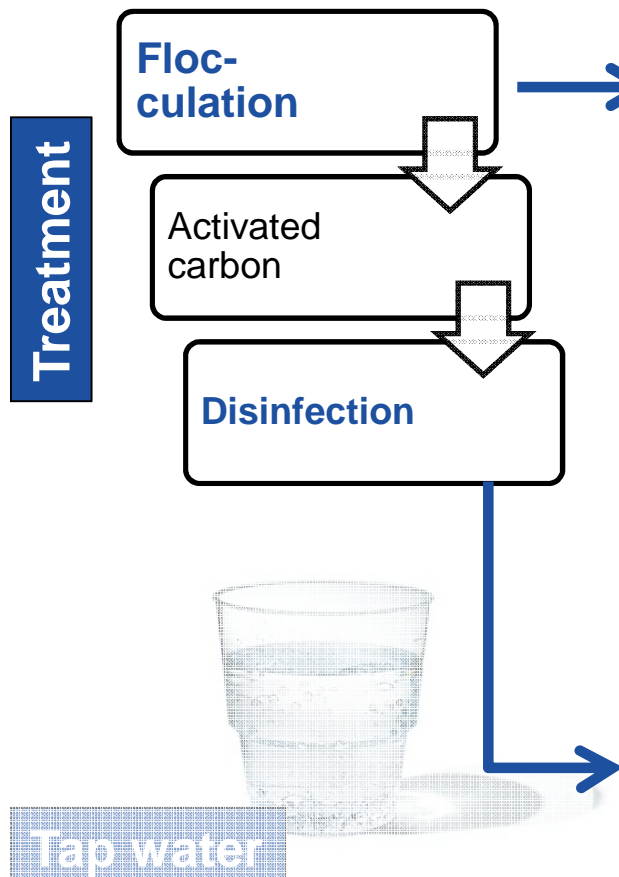 Floc-
culation
Treatment
Activated
carbon
Disinfection
Tap water